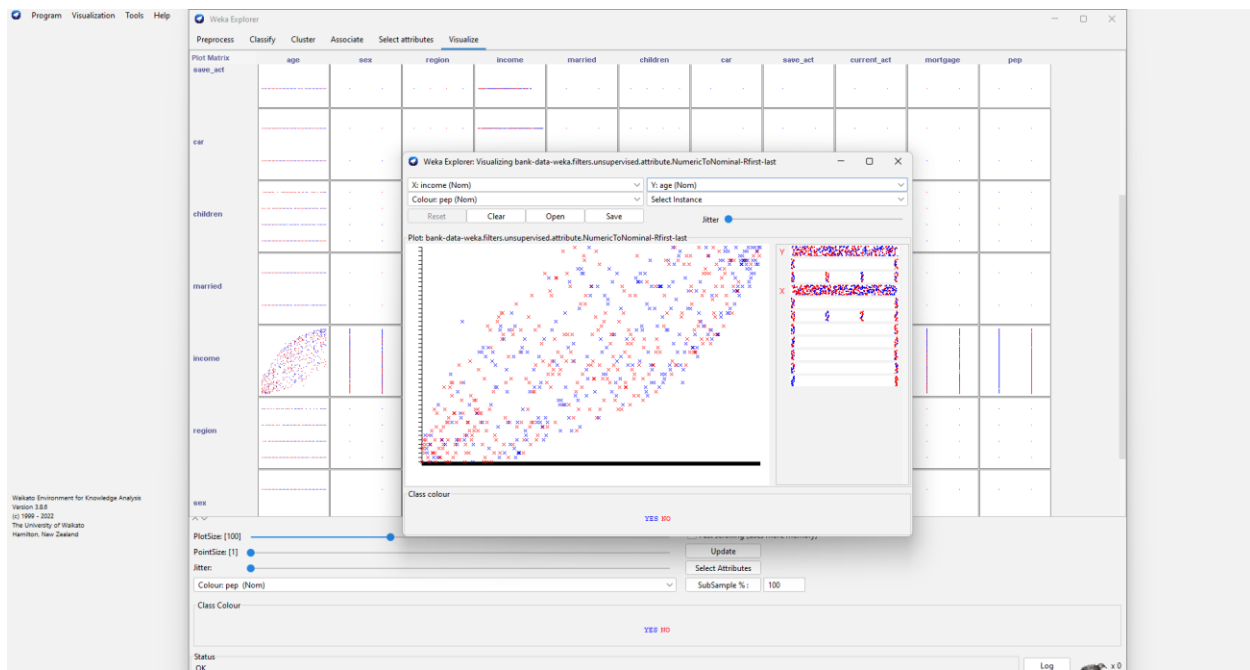 Program Visualization Tools Help
Weka Explorer
Preprocess Classify Cluster Associate Select attributes Visualize
Plot Matrix age sex region income married children car save_act current_act mortgage pep
save_act
car
Weka Explorer: Visualizing bank-data-weka.filters.unsupervised.attribute.NumericToNominal-Rfirst-last
X: income (Nom) Y: age (Nom)
Colour: pep (Nom) Select Instance
Reset Clear Open Save Jitter
Plot: bank-data-weka.filters.unsupervised.attribute.NumericToNominal-Rfirst-last
Y
X
children
married
income
region
sex
Class colour
YES NO
Waikato Environment for Knowledge Analysis
Version 3.8.6
(c) 1999 - 2022
The University of Waikato
Hamilton, New Zealand
PlotSize: [100]
PointSize: [1] Update
Jitter: Select Attributes
Colour: pep (Nom) SubSample % : 100
Class Colour
YES NO
Status
OK Log x 0